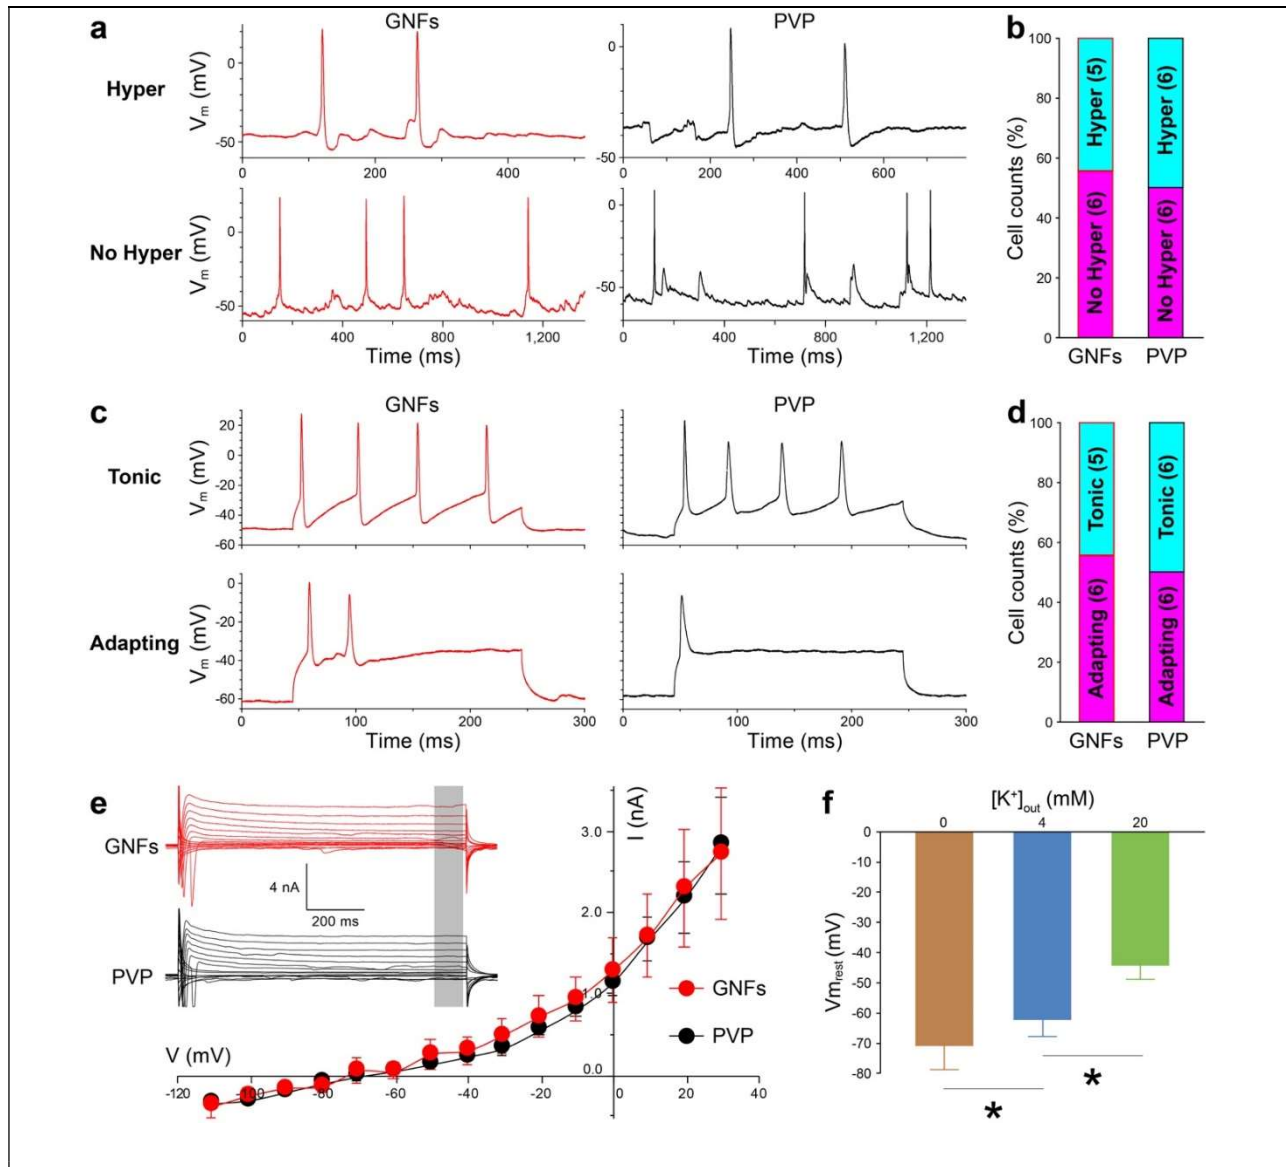 a
GNFs
PVP
b
Hyper
V_m (mV)
0
-50
0
200
400
0
-50
0
200
400
600
No Hyper
V_m (mV)
0
-50
400
800
1,200
Time (ms)
0
-50
0
400
800
1,200
Time (ms)
Cell counts (%)
100
80
60
40
20
0
Hyper (5)
No Hyper (6)
Hyper (6)
No Hyper (6)
GNFs
PVP
c
GNFs
PVP
d
Tonic
V_m (mV)
20
0
-20
-40
-60
Adapting
V_m (mV)
0
-20
-40
-60
0
100
200
300
Time (ms)
0
100
200
300
Time (ms)
Cell counts (%)
100
80
60
40
20
0
Tonic (5)
Adapting (6)
Tonic (6)
Adapting (6)
GNFs
PVP
e
GNFs
4 nA
200 ms
PVP
I (nA)
3.0
2.0
1.0
0.0
GNFs
PVP
V (mV)
-120
-100
-80
-60
-40
-20
0
20
40
f
[K⁺]out (mM)
0
4
20
Vm_rest (mV)
0
-10
-20
-30
-40
-50
-60
-70
-80
*
*